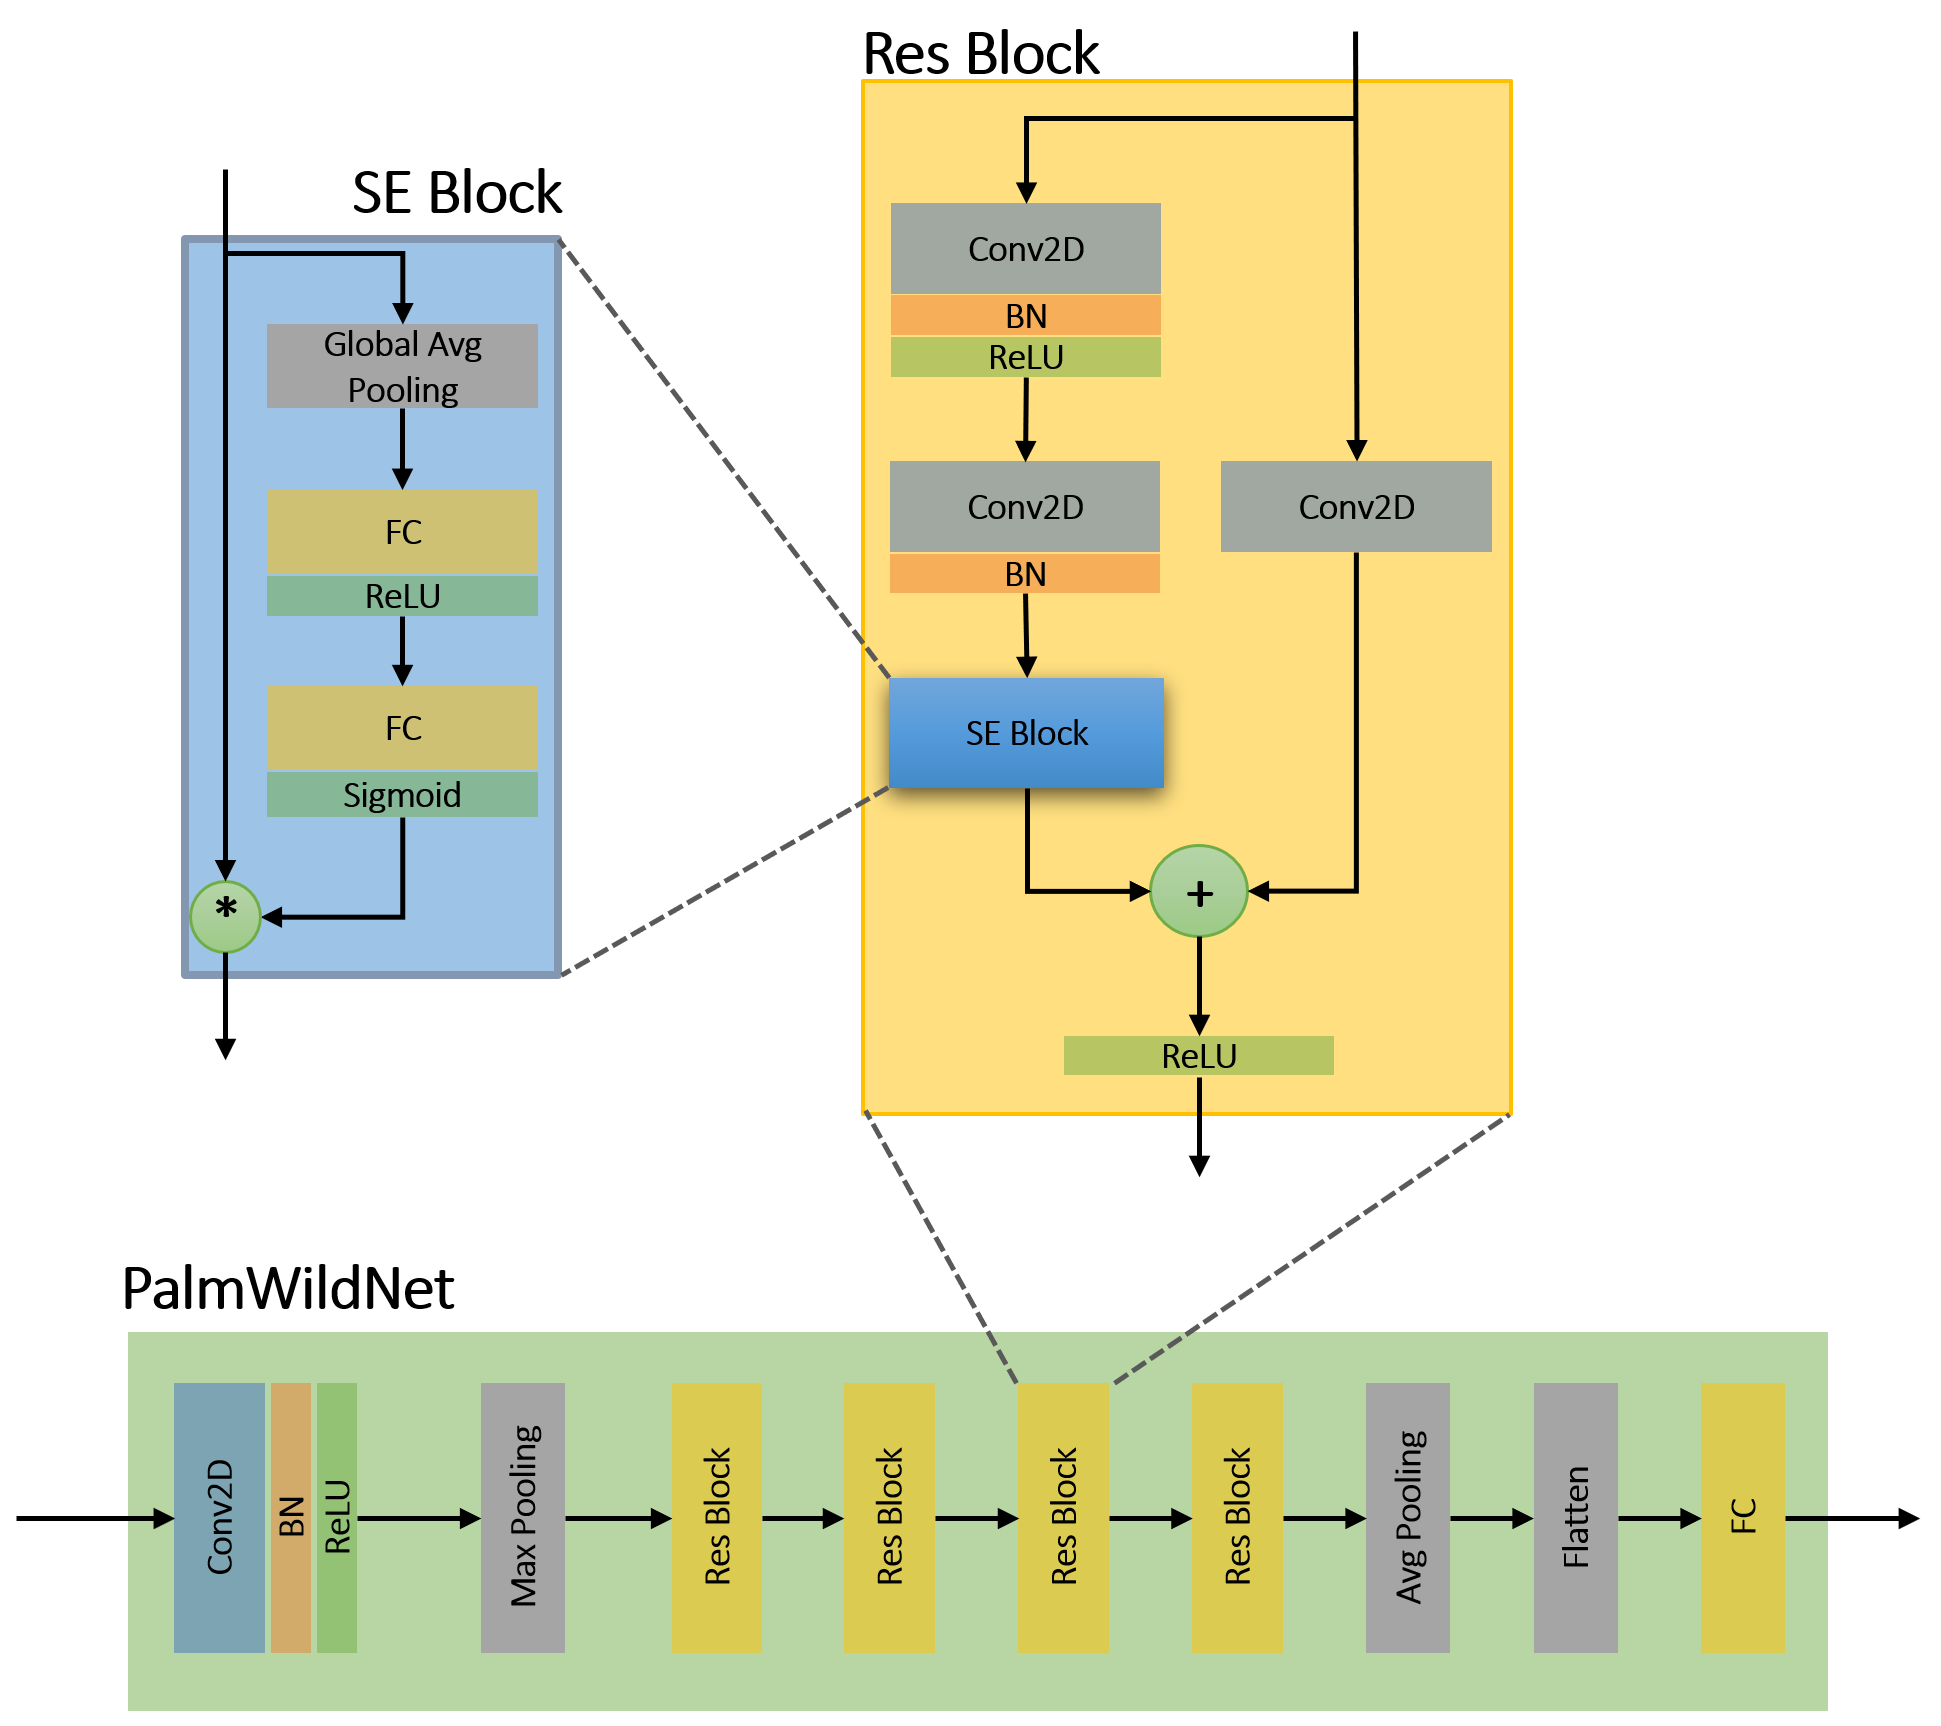 Res Block
Conv2D
BN
ReLU
Conv2D
Conv2D
BN
SE Block
+
ReLU
SE Block
Global Avg
Pooling
FC
ReLU
FC
Sigmoid
*
PalmWildNet
Conv2D
BN
ReLU
Max Pooling
Res Block
Res Block
Res Block
Res Block
Avg Pooling
Flatten
FC